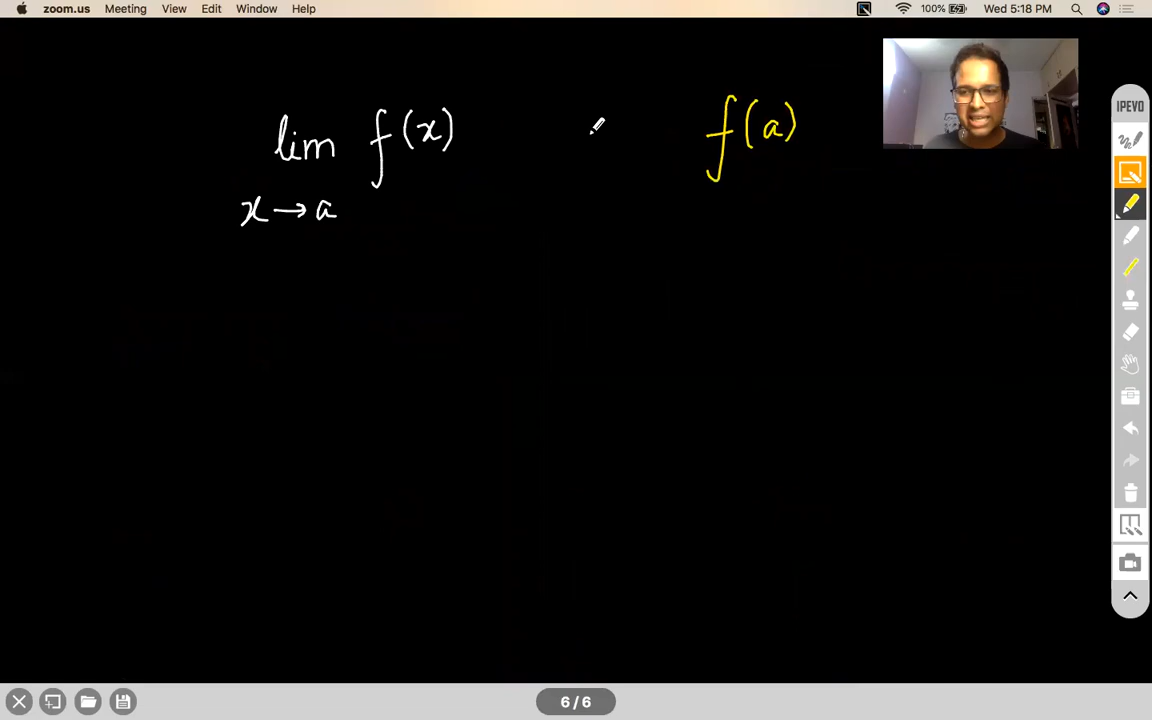 zoom.us Meeting View Edit Window Help 100% Wed 5:18 PM
IPEVO
lim f(x) f(a)
x→a
6/6